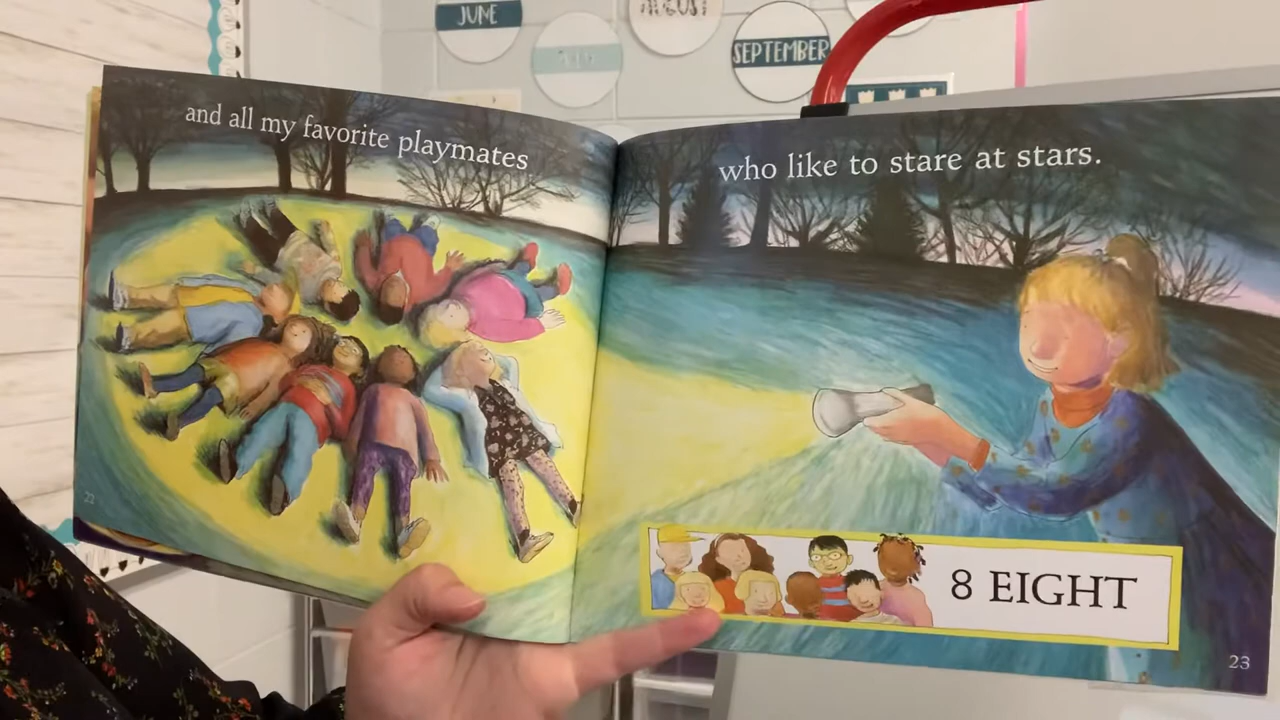 JUNE
AUGUST
SEPTEMBER
and all my favorite playmates
who like to stare at stars.
8 EIGHT
22
23